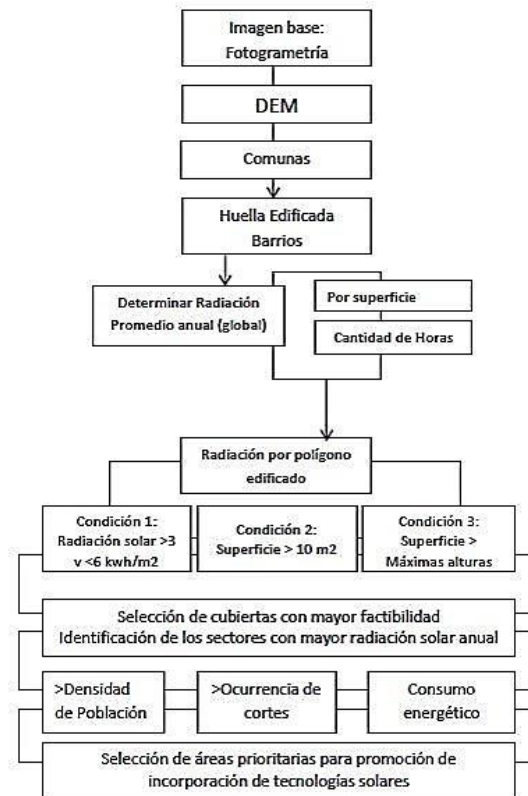 Imagen base:
Fotogrametría
DEM
Comunas
Huella Edificada
Barrios
Determinar Radiación
Promedio anual (global)
Por superficie
Cantidad de Horas
Radiación por polígono
edificado
Condición 1:
Radiación solar >3
v <6 kwh/m2
Condición 2:
Superficie > 10 m2
Condición 3:
Superficie >
Máximas alturas
Selección de cubiertas con mayor factibilidad
Identificación de los sectores con mayor radiación solar anual
>Densidad
de Población
>Ocurrencia de
cortes
Consumo
energético
Selección de áreas prioritarias para promoción de
incorporación de tecnologías solares